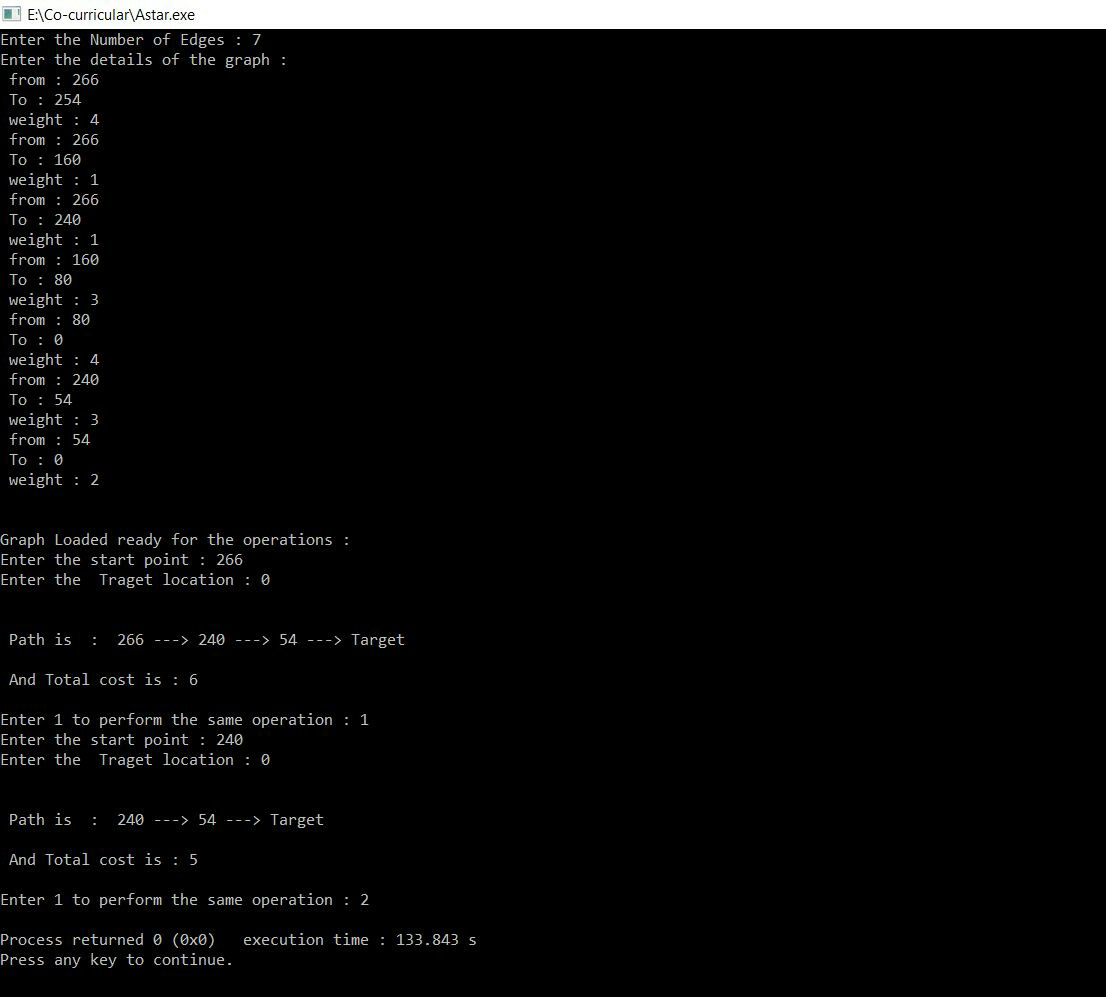 E:\Co-curricular\Astar.exe
Enter the Number of Edges : 7
Enter the details of the graph :
from : 266
To : 254
weight : 4
from : 266
To : 160
weight : 1
from : 266
To : 240
weight : 1
from : 160
To : 80
weight : 3
from : 80
To : 0
weight : 4
from : 240
To : 54
weight : 3
from : 54
To : 0
weight : 2
Graph Loaded ready for the operations :
Enter the start point : 266
Enter the  Traget location : 0
Path is  :  266 ---> 240 ---> 54 ---> Target
And Total cost is : 6
Enter 1 to perform the same operation : 1
Enter the start point : 240
Enter the  Traget location : 0
Path is  :  240 ---> 54 ---> Target
And Total cost is : 5
Enter 1 to perform the same operation : 2
Process returned 0 (0x0)   execution time : 133.843 s
Press any key to continue.